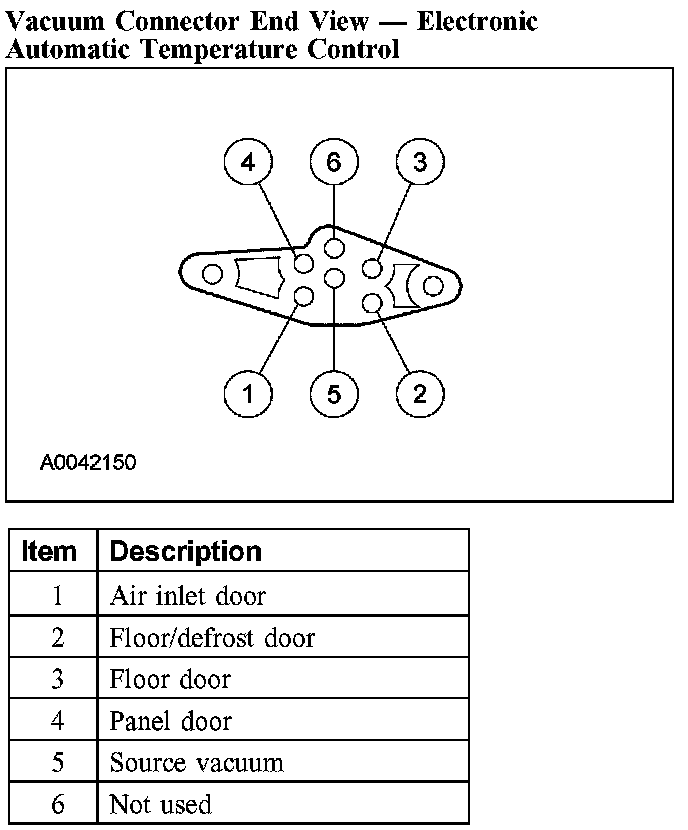 Vacuum Connector End View — Electronic
Automatic Temperature Control
4 6 3
1 5 2
A0042150
Item Description
1 Air inlet door
2 Floor/defrost door
3 Floor door
4 Panel door
5 Source vacuum
6 Not used